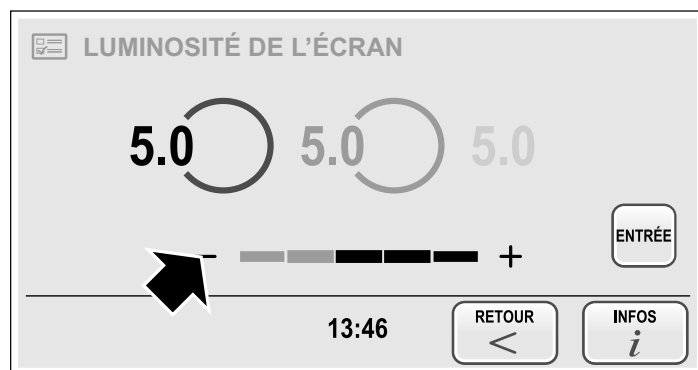 LUMINOSITÉ DE L'ÉCRAN
5.0 5.0 5.0
- +
ENTRÉE
13:46
RETOUR
<
INFOS
i